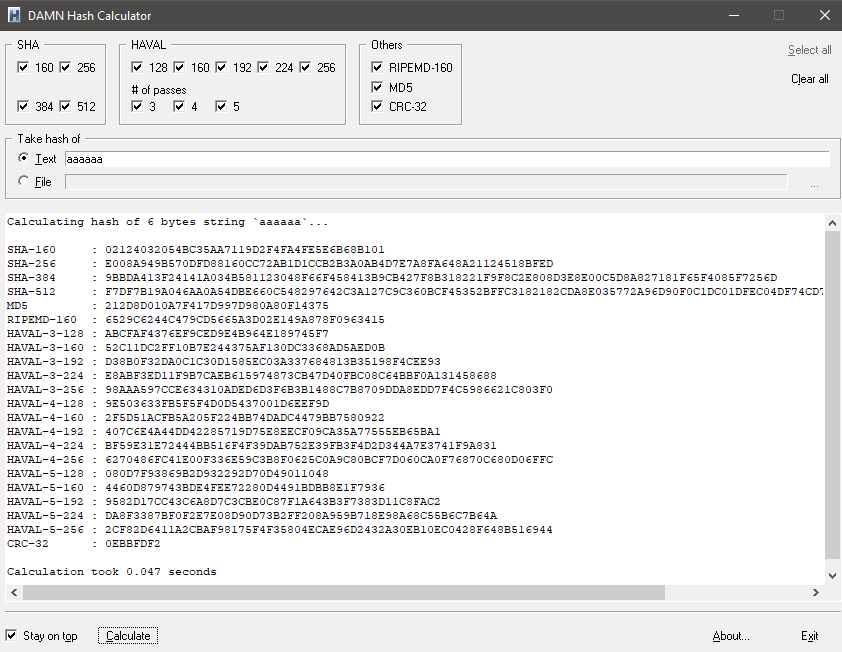 DAMN Hash Calculator
SHA
160 256
384 512
HAVAL
128 160 192 224 256
# of passes
3 4 5
Others
RIPEMD-160
MD5
CRC-32
Select all
Clear all
Take hash of
Text aaaaaa
File ...
Calculating hash of 6 bytes string `aaaaaa`...
SHA-160 : 02124032054BC35AA7119D2F4FA4FE5E6B68B101
SHA-256 : E008A949B570DFD88160CC72AB1D1CCB2B3A0AB4D7E7A8FA648A21124518BFED
SHA-384 : 9BBDA413F24141A034B581123048F66F458413B9CB427F8B318221F9F8C2E808D3E8E00C5D8A827181F65F4085F7256D
SHA-512 : F7DF7B19A046AA0A54DBE660C548297642C3A127C9C360BCF45352BFFC3182182CDA8E035772A96D90F0C1DC01DFEC04DF74CD7
MD5 : 212D8D010A7F417D997D980A80F14375
RIPEMD-160 : 6529C6244C479CD5665A3D02E149A878F0963415
HAVAL-3-128 : ABCFAF4376EF9CED9E4B964E189745F7
HAVAL-3-160 : 52C11DC2FF10B7E244375AF130DC3368AD5AED0B
HAVAL-3-192 : D38B0F32DA0C1C30D1585EC03A337684813B35198F4CEE93
HAVAL-3-224 : E8ABF3ED11F9B7CAEB615974873CB47D40FBC08C64BBF0A131458688
HAVAL-3-256 : 98AAA597CCE634310ADED6D3F6B3B1488C7B8709DDA8EDD7F4C5986621C803F0
HAVAL-4-128 : 9E503633FB5F5F4D0D5437001D6EEF9D
HAVAL-4-160 : 2F5D51ACFB5A205F224BB74DADC4479BB7580922
HAVAL-4-192 : 407C6E4A44DD42285719D75E8EECF09CA35A77555EB65BA1
HAVAL-4-224 : BF59E31E72444BB516F4F39DAB752E39FB3F4D2D344A7E3741F9A831
HAVAL-4-256 : 6270486FC41E00F336E59C3B8F0625C0A9C80BCF7D060CA0F76870C680D06FFC
HAVAL-5-128 : 080D7F93869B2D932292D70D49011048
HAVAL-5-160 : 4460D879743BDE4FEE72280D4491BDBB8E1F7936
HAVAL-5-192 : 9582D17CC43C6A8D7C3CBE0C87F1A643B3F7383D11C8FAC2
HAVAL-5-224 : DA8F3387BF0F2E7E08D90D73B2FF208A959B718E98A68C55B6C7B64A
HAVAL-5-256 : 2CF82D6411A2CBAF98175F4F35804ECAE96D2432A30EB10EC0428F648B516944
CRC-32 : 0EBBFDF2
Calculation took 0.047 seconds
Stay on top Calculate About... Exit